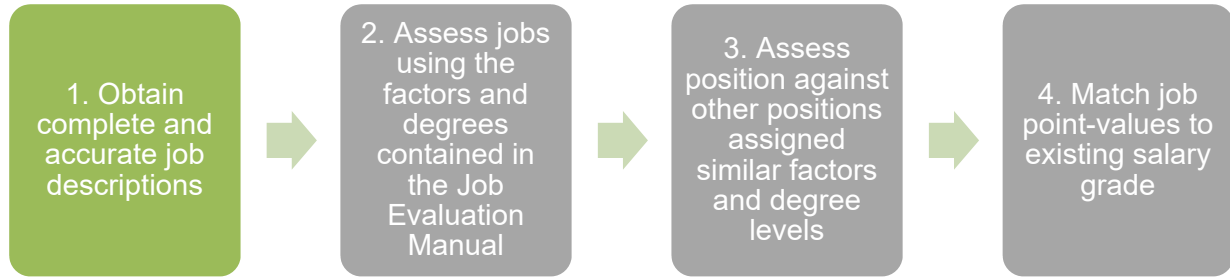 1. Obtain
complete and
accurate job
descriptions
2. Assess jobs
using the
factors and
degrees
contained in
the Job
Evaluation
Manual
3. Assess
position against
other positions
assigned
similar factors
and degree
levels
4. Match job
point-values to
existing salary
grade